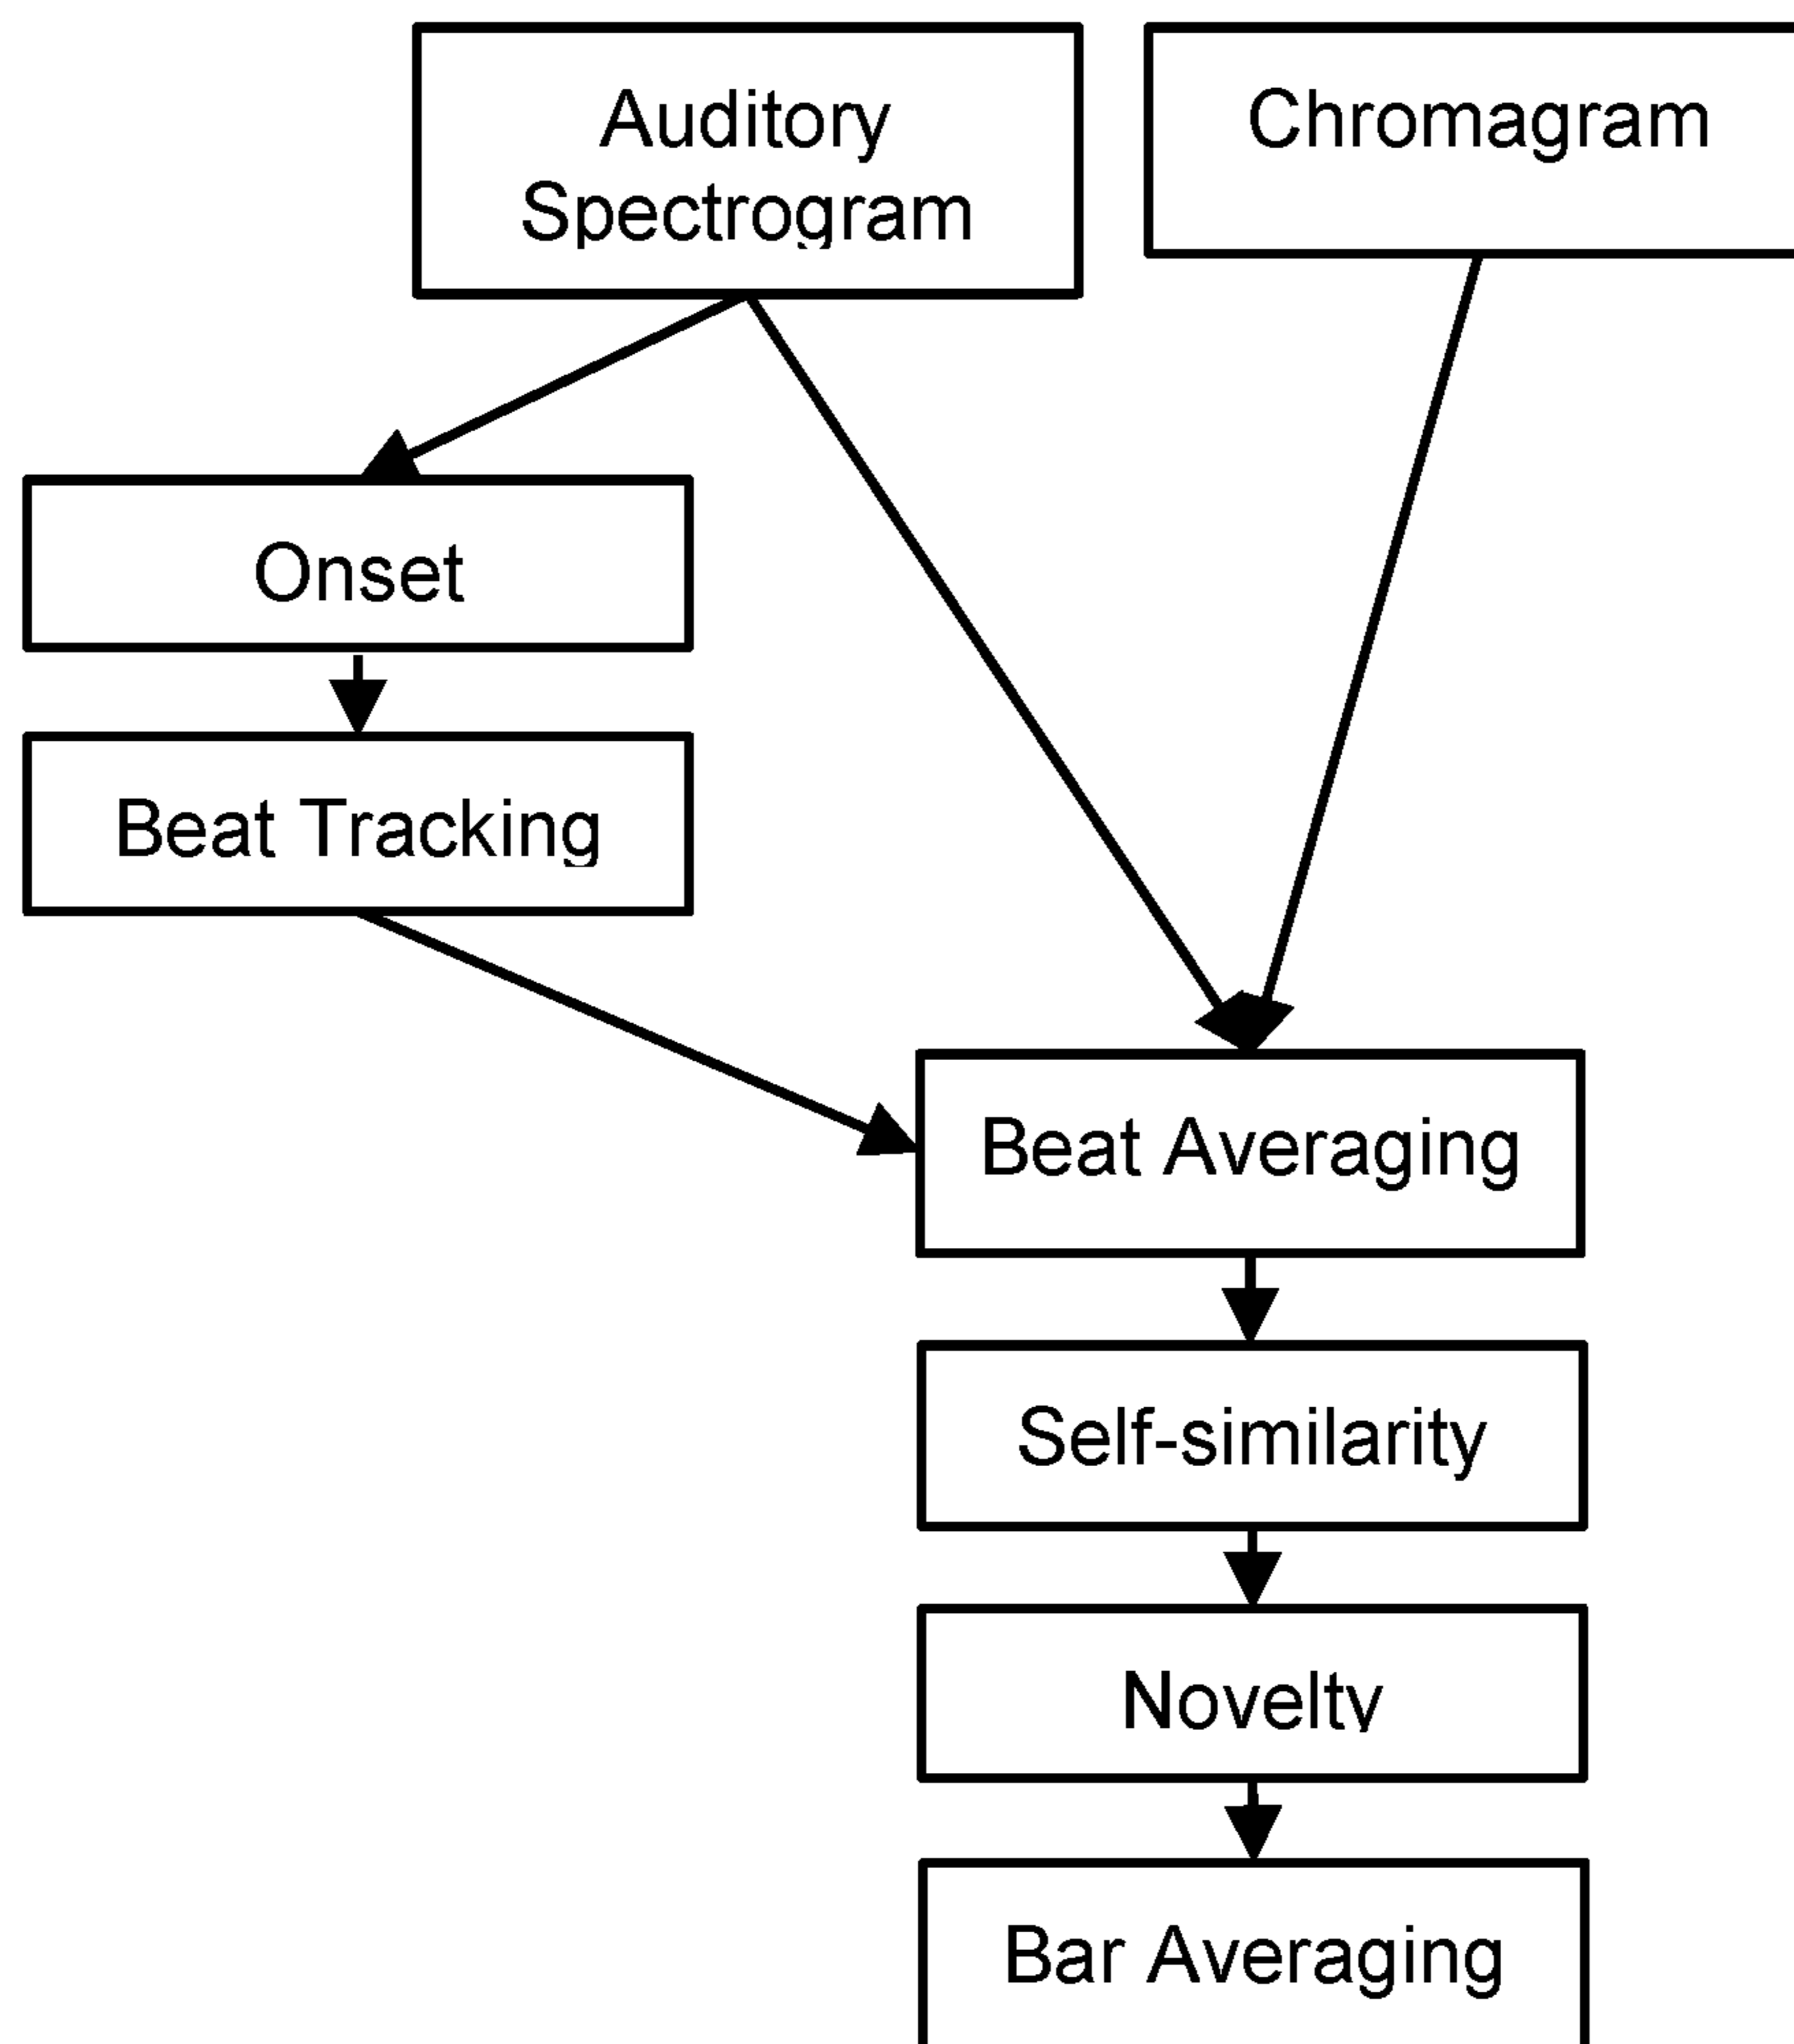 Auditory
Spectrogram
Chromagram
Onset
Beat Tracking
Beat Averaging
Self-similarity
Novelty
Bar Averaging